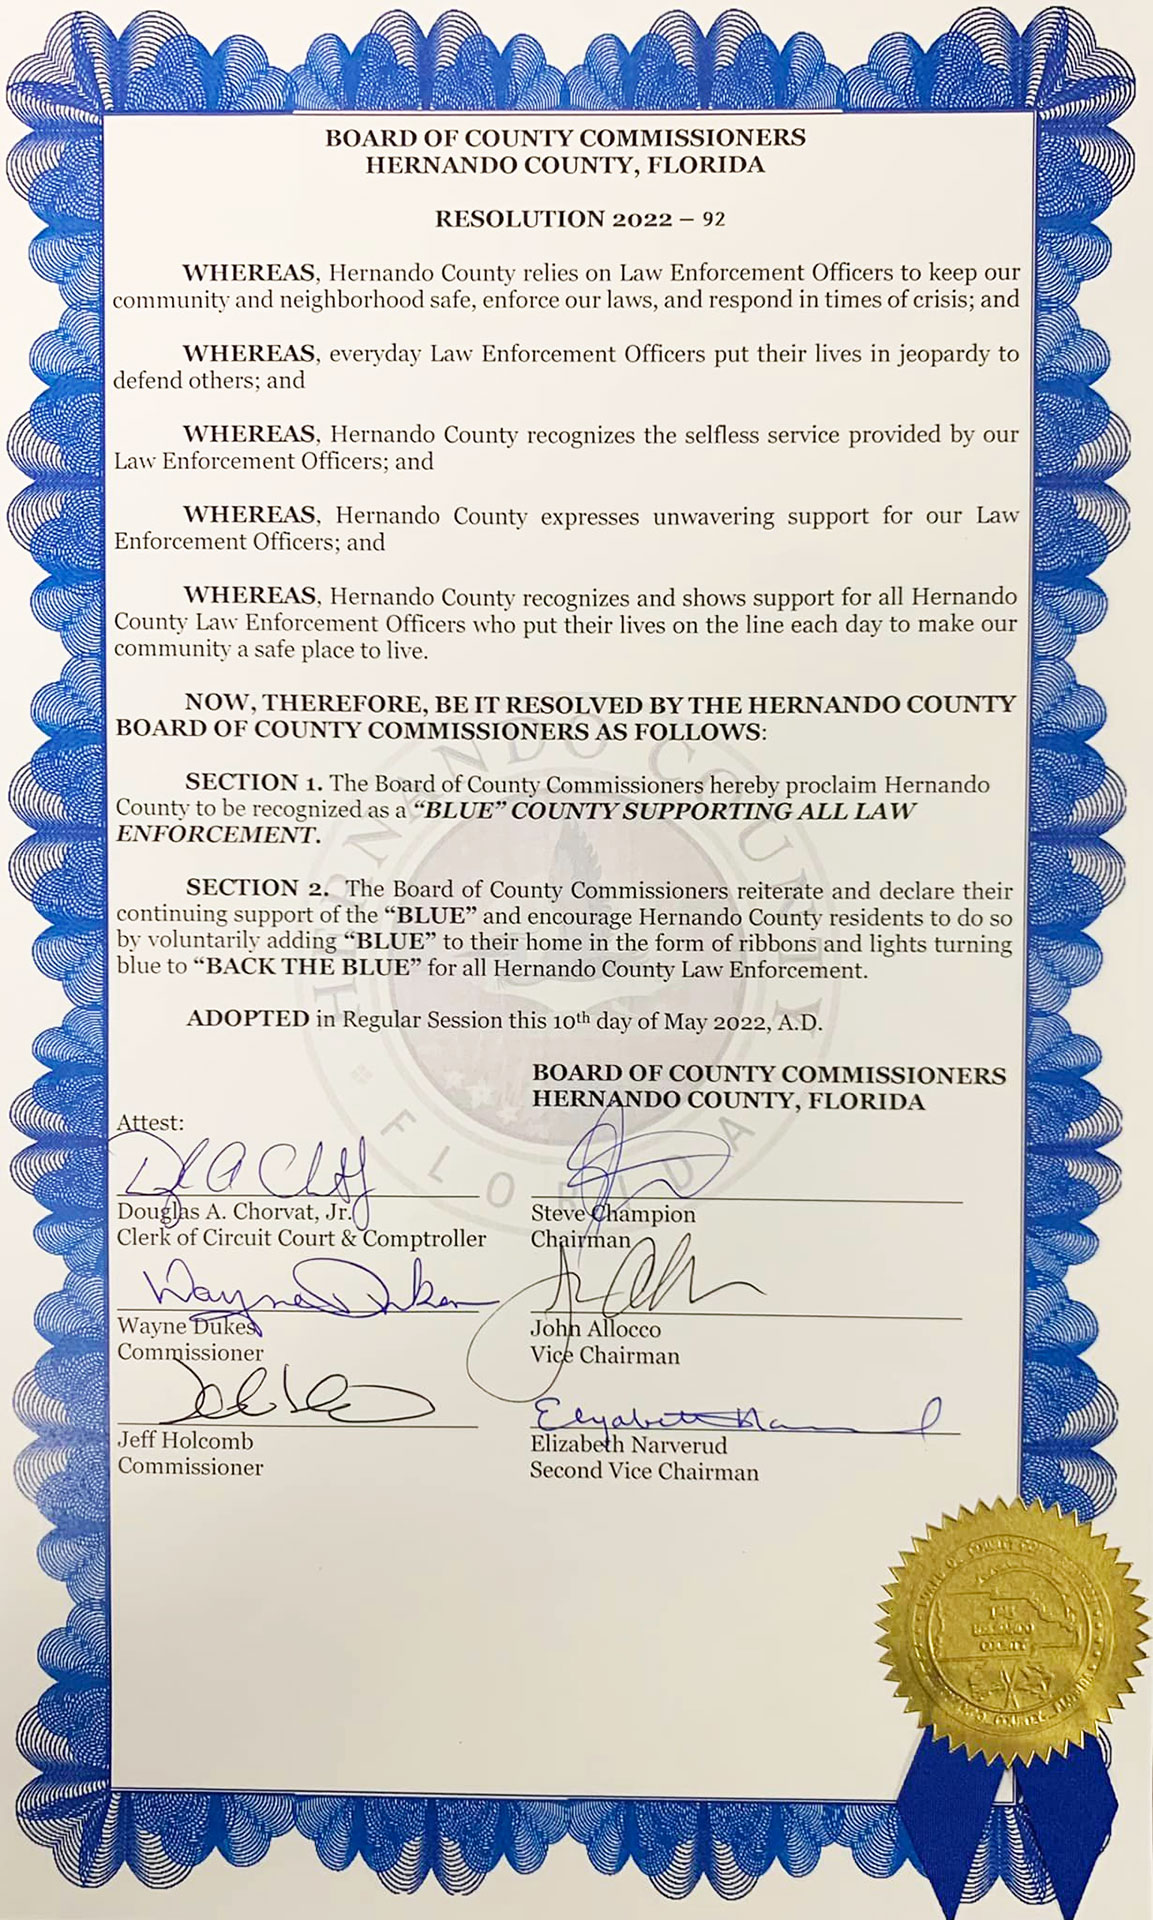 BOARD OF COUNTY COMMISSIONERS
HERNANDO COUNTY, FLORIDA
RESOLUTION 2022 – 92
WHEREAS, Hernando County relies on Law Enforcement Officers to keep our
community and neighborhood safe, enforce our laws, and respond in times of crisis; and
WHEREAS, everyday Law Enforcement Officers put their lives in jeopardy to
defend others; and
WHEREAS, Hernando County recognizes the selfless service provided by our
Law Enforcement Officers; and
WHEREAS, Hernando County expresses unwavering support for our Law
Enforcement Officers; and
WHEREAS, Hernando County recognizes and shows support for all Hernando
County Law Enforcement Officers who put their lives on the line each day to make our
community a safe place to live.
NOW, THEREFORE, BE IT RESOLVED BY THE HERNANDO COUNTY
BOARD OF COUNTY COMMISSIONERS AS FOLLOWS:
SECTION 1. The Board of County Commissioners hereby proclaim Hernando
County to be recognized as a “BLUE” COUNTY SUPPORTING ALL LAW
ENFORCEMENT.
SECTION 2. The Board of County Commissioners reiterate and declare their
continuing support of the “BLUE” and encourage Hernando County residents to do so
by voluntarily adding “BLUE” to their home in the form of ribbons and lights turning
blue to “BACK THE BLUE” for all Hernando County Law Enforcement.
ADOPTED in Regular Session this 10th day of May 2022, A.D.
BOARD OF COUNTY COMMISSIONERS
HERNANDO COUNTY, FLORIDA
Attest:
Douglas A. Chorvat, Jr.
Clerk of Circuit Court & Comptroller
Steve Champion
Chairman
Wayne Dukes
Wayne Dukes
Commissioner
John Allocco
Vice Chairman
Jeff Holcomb
Commissioner
Elizabeth Narverud
Second Vice Chairman
HERNANDO COUNTY
FLORIDA